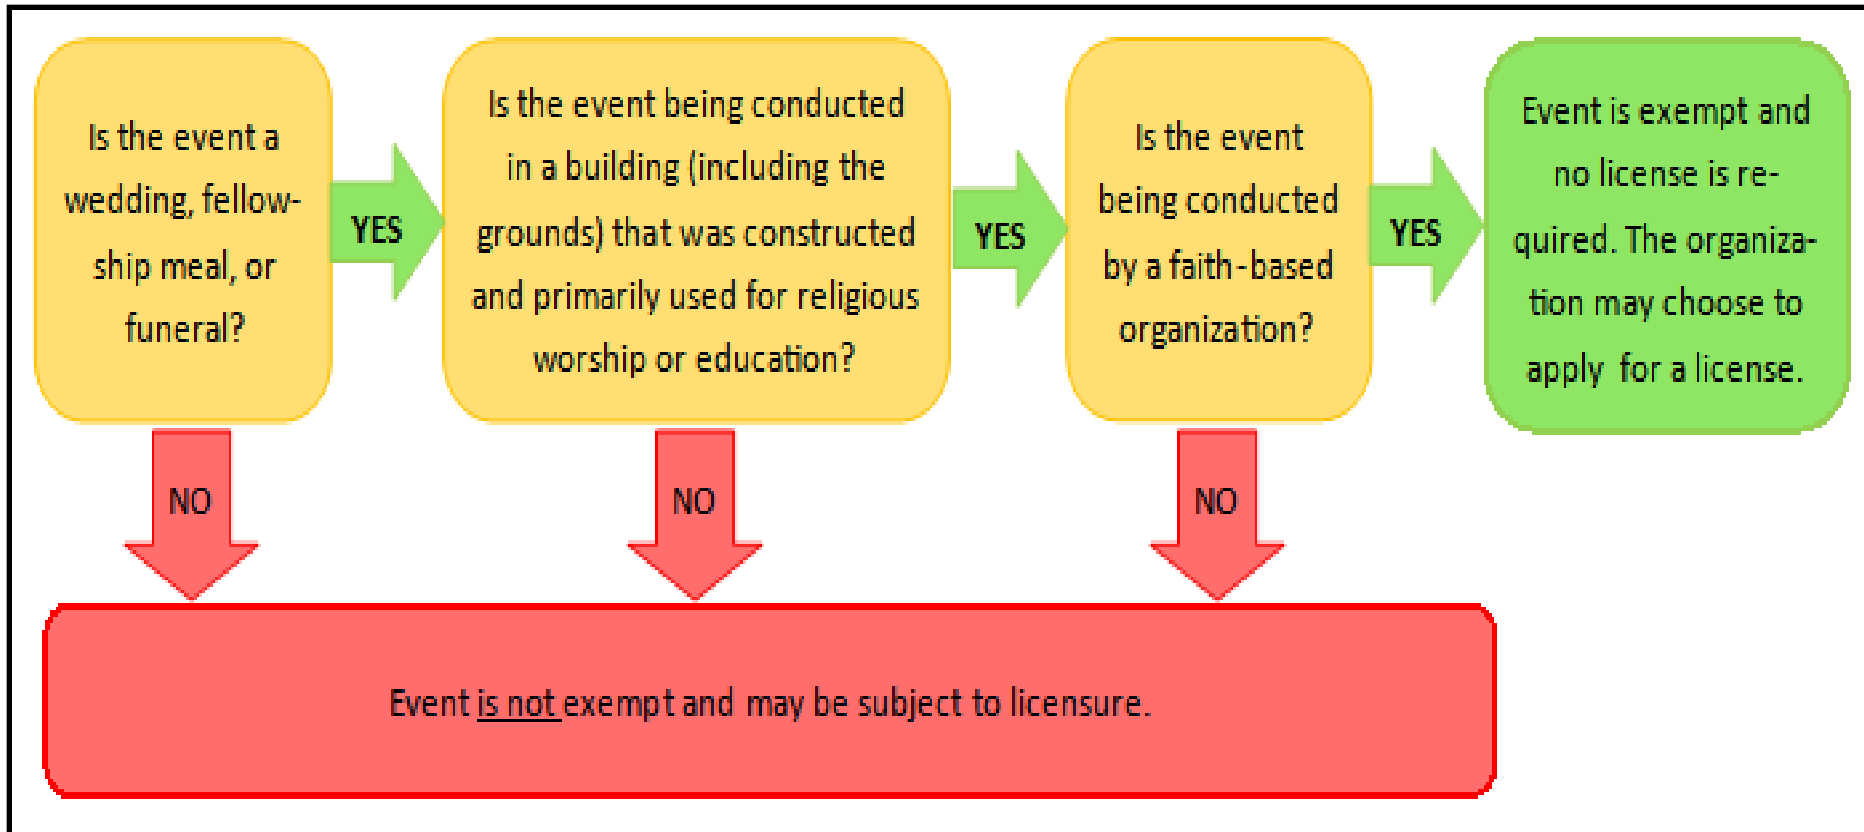 Is the event a
wedding, fellow-
ship meal, or
funeral?
YES
Is the event being conducted
in a building (including the
grounds) that was constructed
and primarily used for religious
worship or education?
YES
Is the event
being conducted
by a faith-based
organization?
YES
Event is exempt and
no license is re-
quired. The organiza-
tion may choose to
apply for a license.
NO
NO
NO
Event is not exempt and may be subject to licensure.